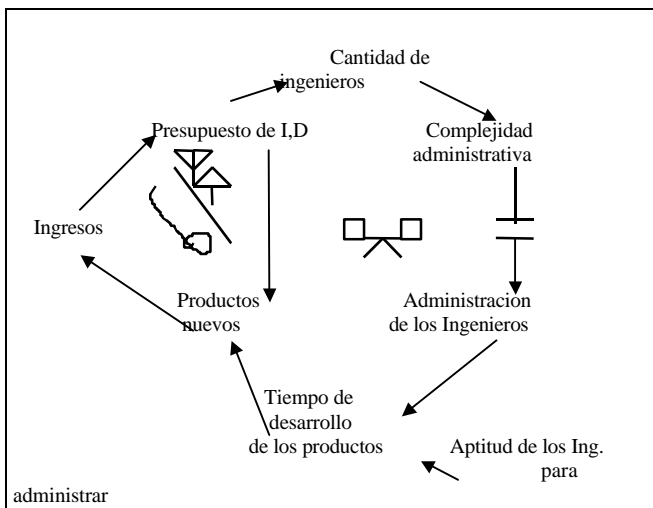 Cantidad de
ingenieros
Presupuesto de I,D
Complejidad
administrativa
Ingresos
Productos
nuevos
Administracion
de los Ingenieros
Tiempo de
desarrollo
de los productos
Aptitud de los Ing.
para
administrar